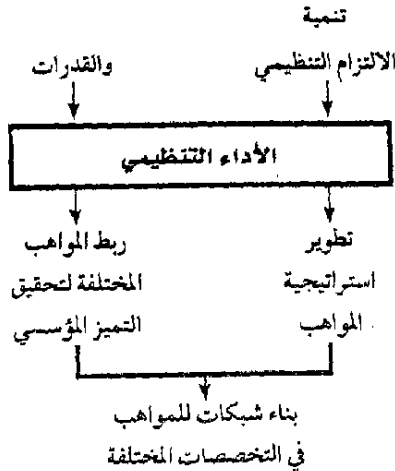 تنمية
الالتزام التنظيمي
والقدرات
الأداء التنظيمي
تطوير
استراتيجية
المواهب
ربط المواهب
المختلفة لتحقيق
التميز المؤسسي
بناء شبكات للمواهب
في التخصصات المختلفة